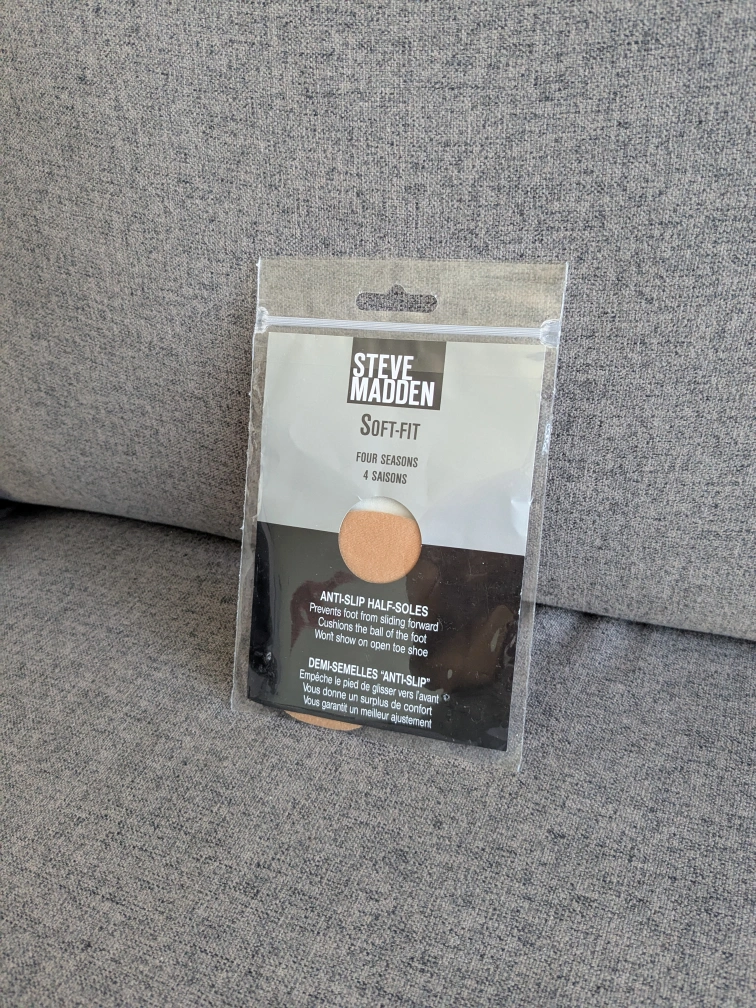 STEVE
MADDEN
SOFT-FIT
FOUR SEASONS
4 SAISONS
ANTI-SLIP HALF-SOLES
Prevents foot from sliding forward
Cushions the ball of the foot
Won't show on open toe shoe
DEMI-SEMELLES "ANTI-SLIP"
Empêche le pied de glisser vers l'avant
Vous donne un surplus de confort
Vous garantit un meilleur ajustement